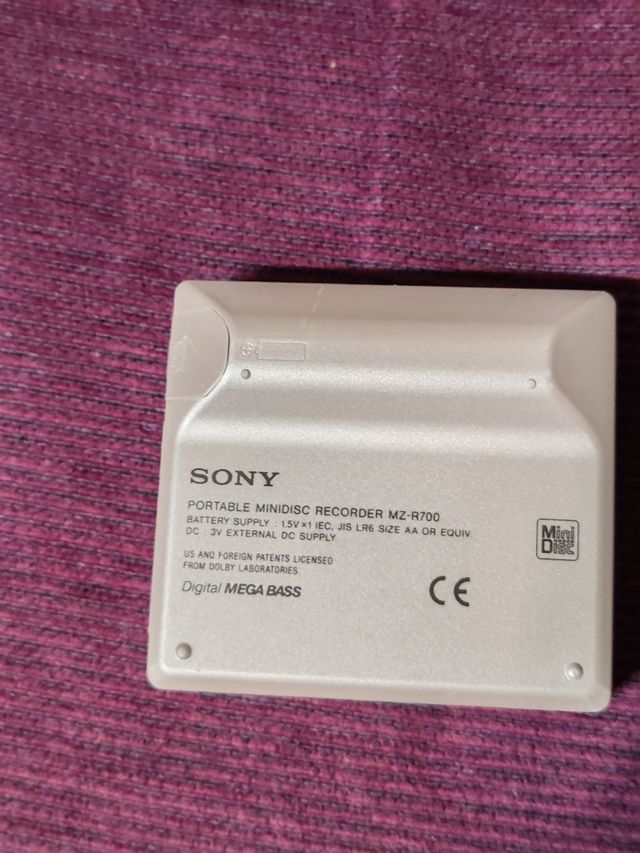 SONY
PORTABLE MINIDISC RECORDER MZ-R700
BATTERY SUPPLY : 1.5V×1 IEC, JIS LR6 SIZE AA OR EQUIV
DC : 3V EXTERNAL DC SUPPLY
US AND FOREIGN PATENTS LICENSED
FROM DOLBY LABORATORIES
Digital MEGA BASS
CE
Mini
Disc